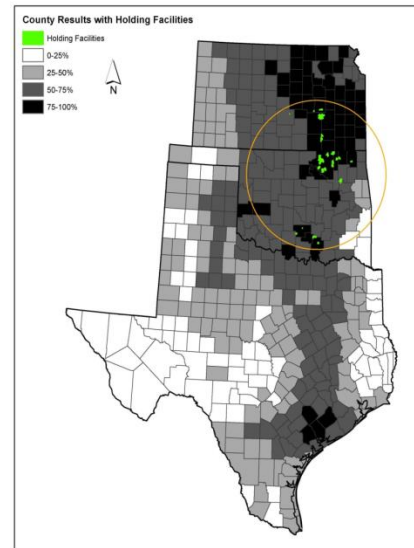 County Results with Holding Facilities
Holding Facilities
0-25%
25-50%
50-75%
75-100%
N